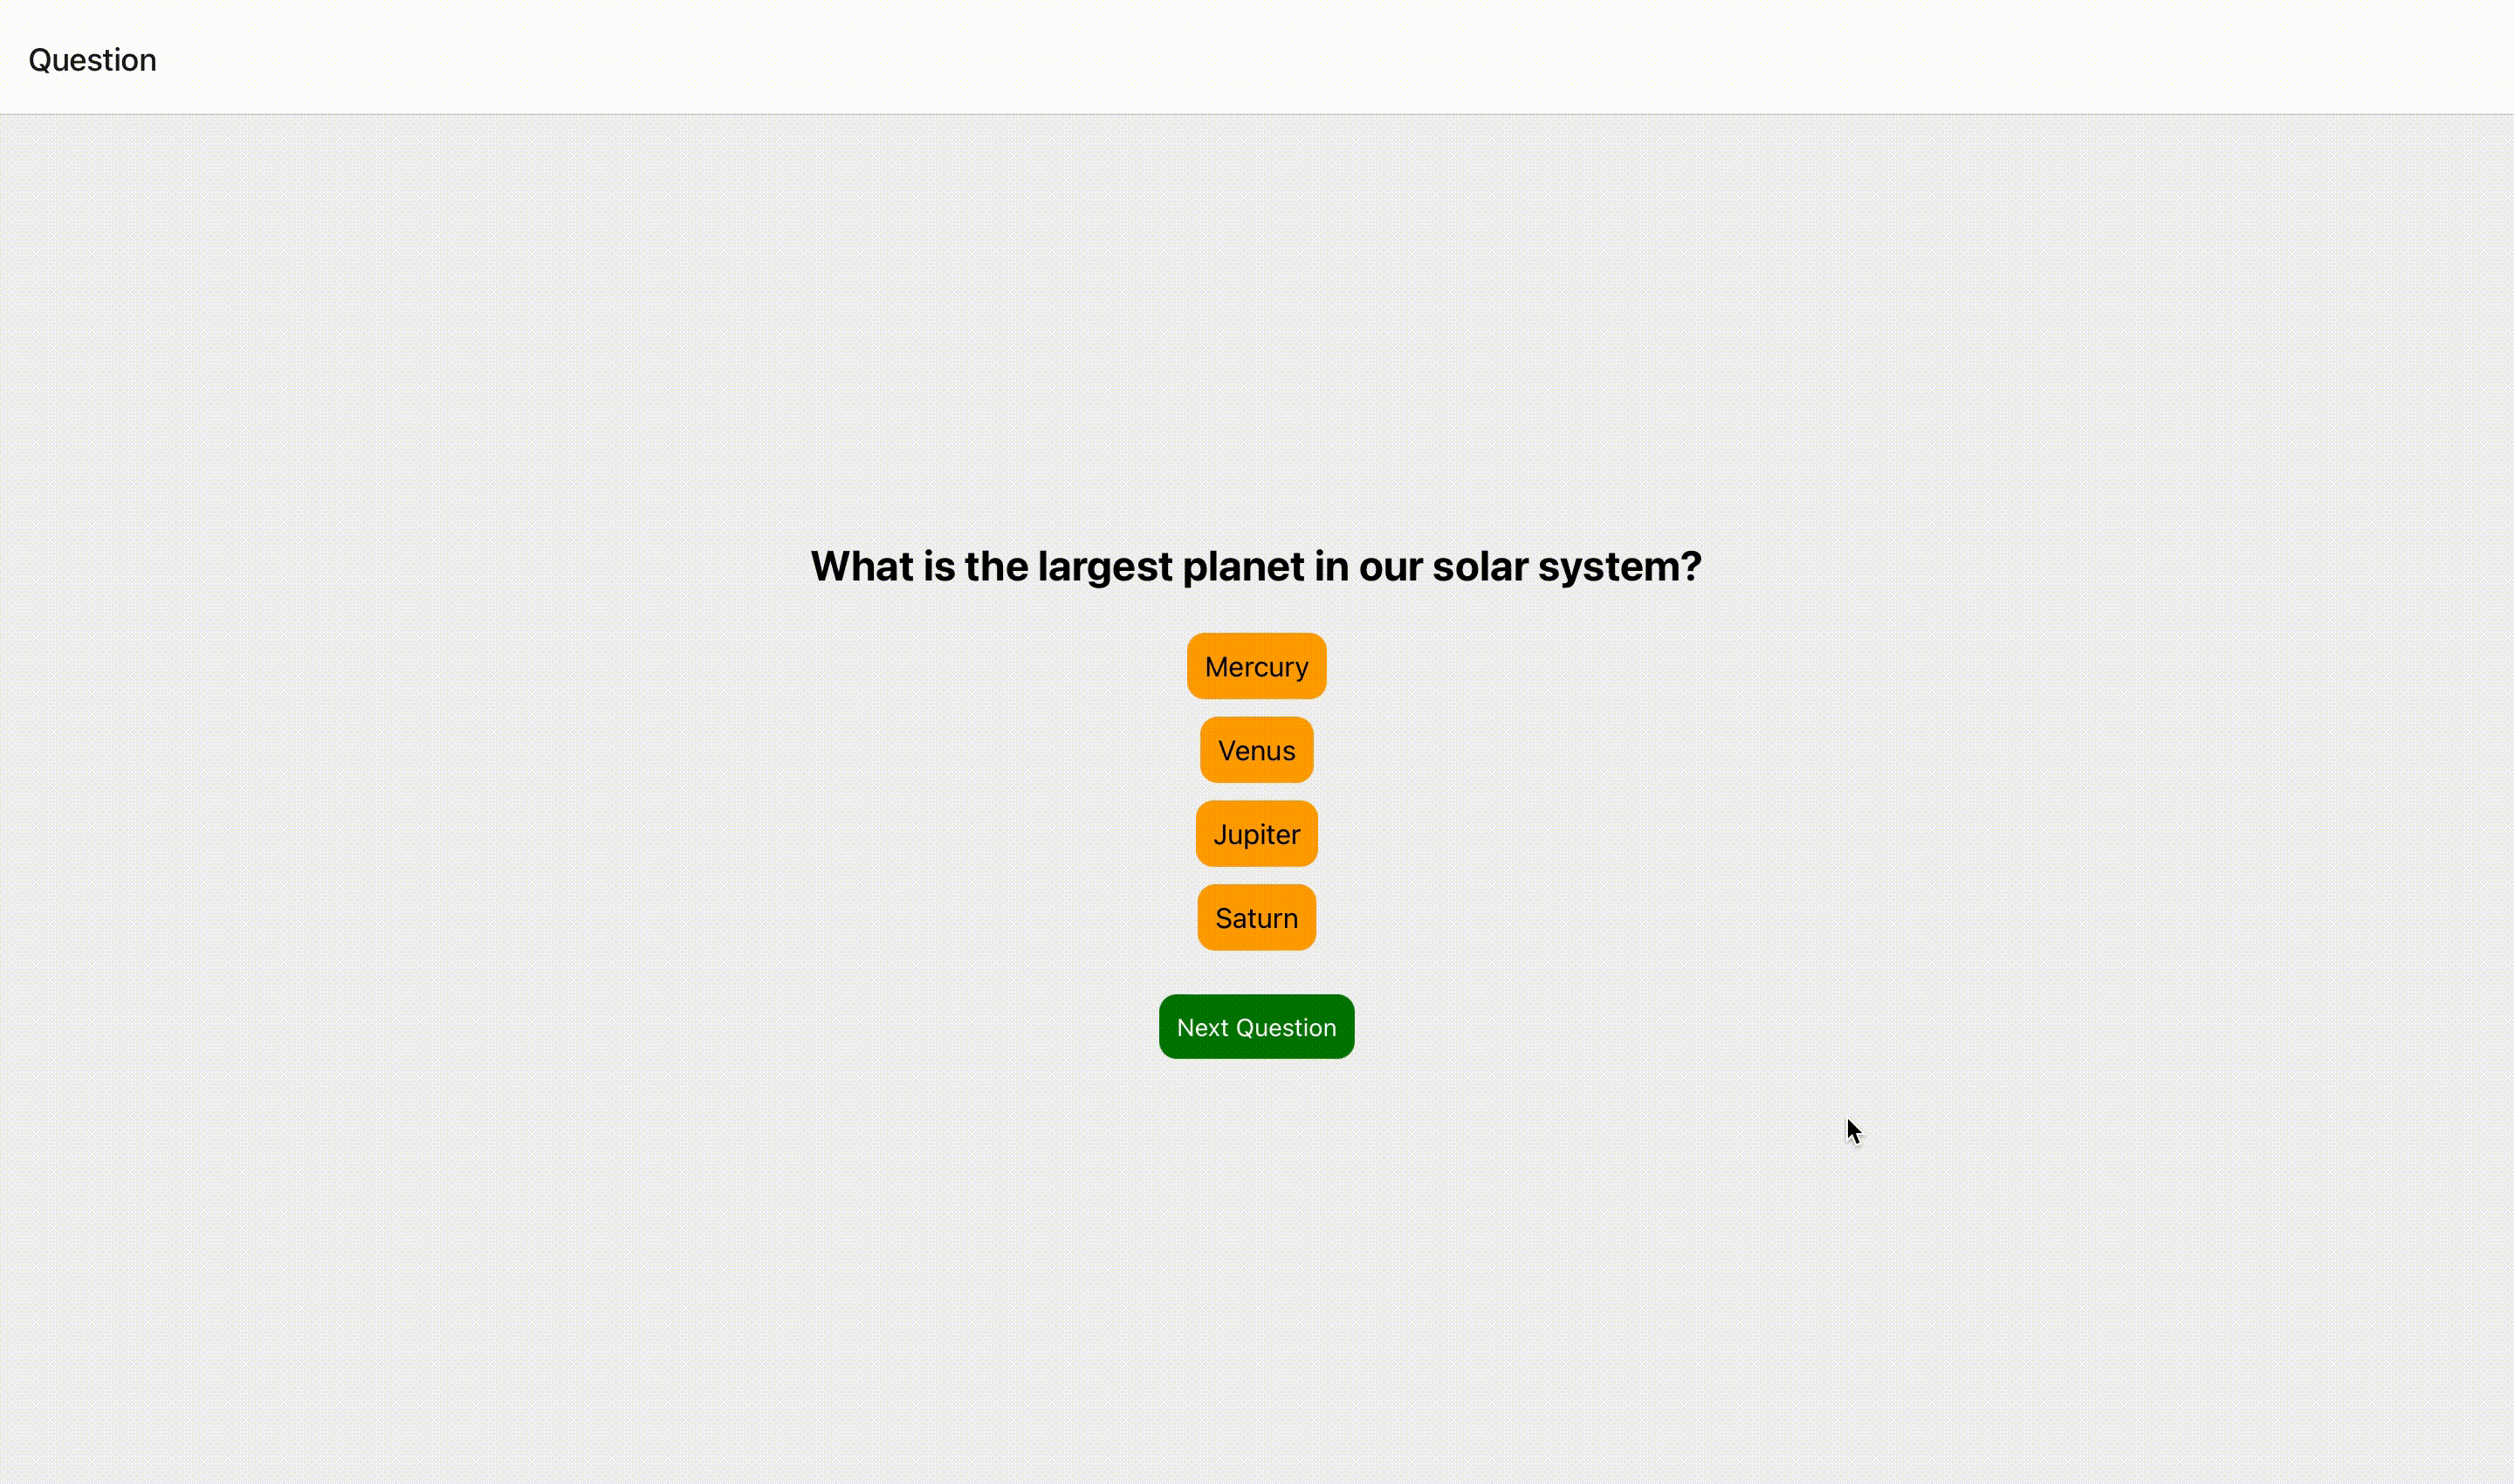 Question
What is the largest planet in our solar system?
Mercury
Venus
Jupiter
Saturn
Next Question